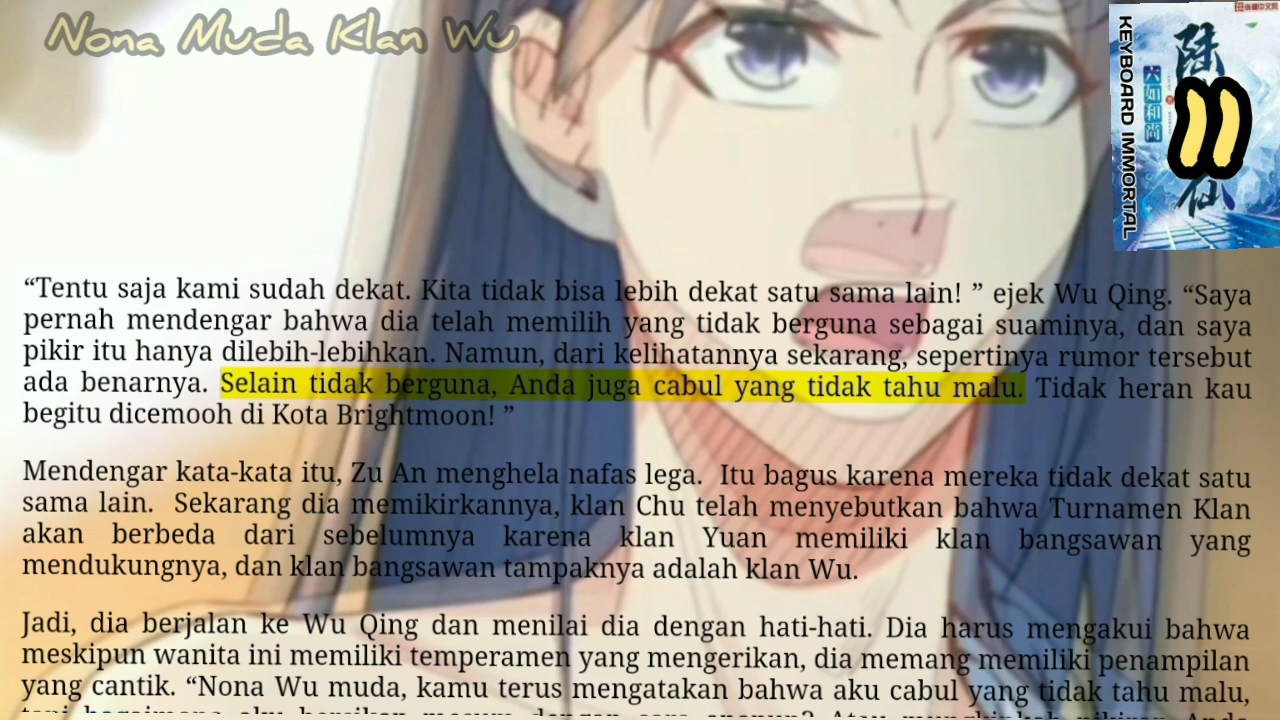 Nona Muda Klan Wu
KEYBOARD IMMORTAL
陆
仙
六如和尚
“Tentu saja kami sudah dekat. Kita tidak bisa lebih dekat satu sama lain! ” ejek Wu Qing. “Saya
pernah mendengar bahwa dia telah memilih yang tidak berguna sebagai suaminya, dan saya
pikir itu hanya dilebih-lebihkan. Namun, dari kelihatannya sekarang, sepertinya rumor tersebut
ada benarnya. Selain tidak berguna, Anda juga cabul yang tidak tahu malu. Tidak heran kau
begitu dicemooh di Kota Brightmoon! ”
Mendengar kata-kata itu, Zu An menghela nafas lega. Itu bagus karena mereka tidak dekat satu
sama lain. Sekarang dia memikirkannya, klan Chu telah menyebutkan bahwa Turnamen Klan
akan berbeda dari sebelumnya karena klan Yuan memiliki klan bangsawan yang
mendukungnya, dan klan bangsawan tampaknya adalah klan Wu.
Jadi, dia berjalan ke Wu Qing dan menilai dia dengan hati-hati. Dia harus mengakui bahwa
meskipun wanita ini memiliki temperamen yang mengerikan, dia memang memiliki penampilan
yang cantik. “Nona Wu muda, kamu terus mengatakan bahwa aku cabul yang tidak tahu malu,